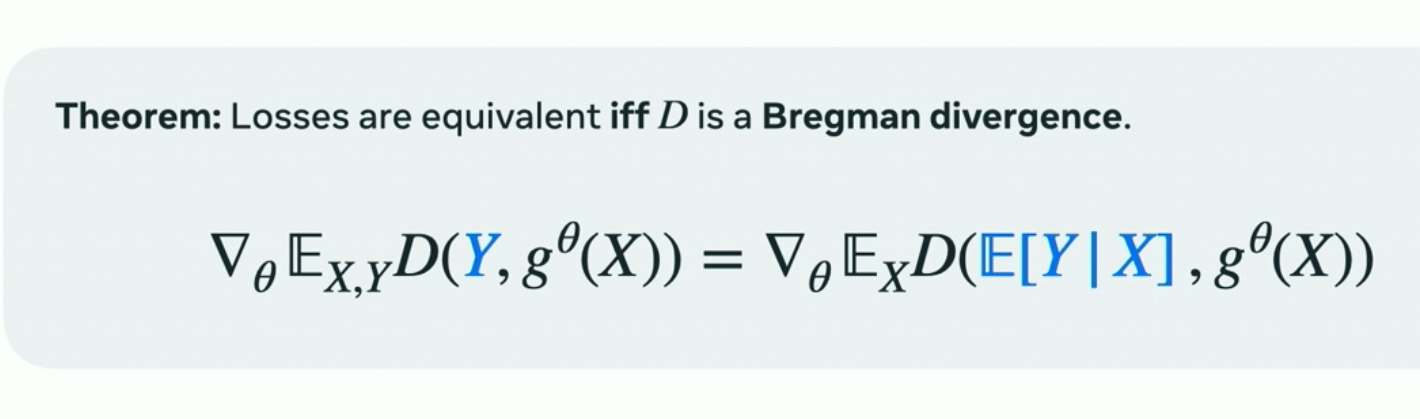 Theorem: Losses are equivalent iff D is a Bregman divergence.
∇_θ 𝔼_{X,Y} D(Y, g^θ(X)) = ∇_θ 𝔼_X D(𝔼[Y | X], g^θ(X))